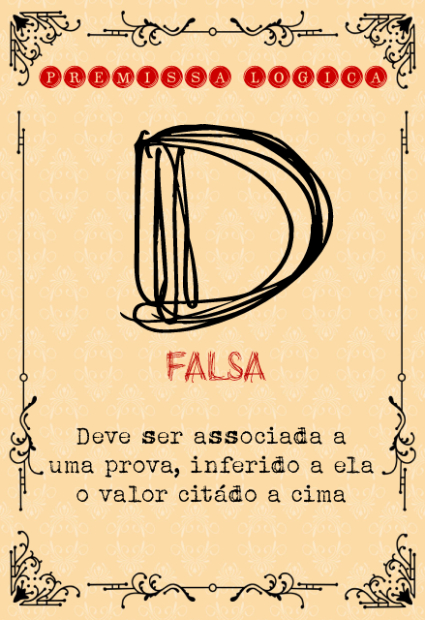 PREMISSA LOGICA
D
FALSA
Deve ser associada a
uma prova, inferido a ela
o valor citádo a cima